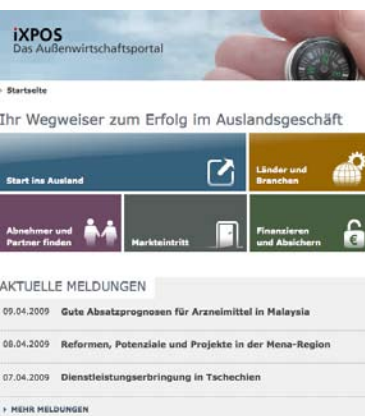 iXPOS
Das Außenwirtschaftsportal
Startseite
Ihr Wegweiser zum Erfolg im Auslandsgeschäft
Start ins Ausland
Länder und
Branchen
Abnehmer und
Partner finden
Markteintritt
Finanzieren
und Absichern
€
AKTUELLE MELDUNGEN
09.04.2009 Gute Absatzprognosen für Arzneimittel in Malaysia
08.04.2009 Reformen, Potenziale und Projekte in der Mena-Region
07.04.2009 Dienstleistungserbringung in Tschechien
MEHR MELDUNGEN